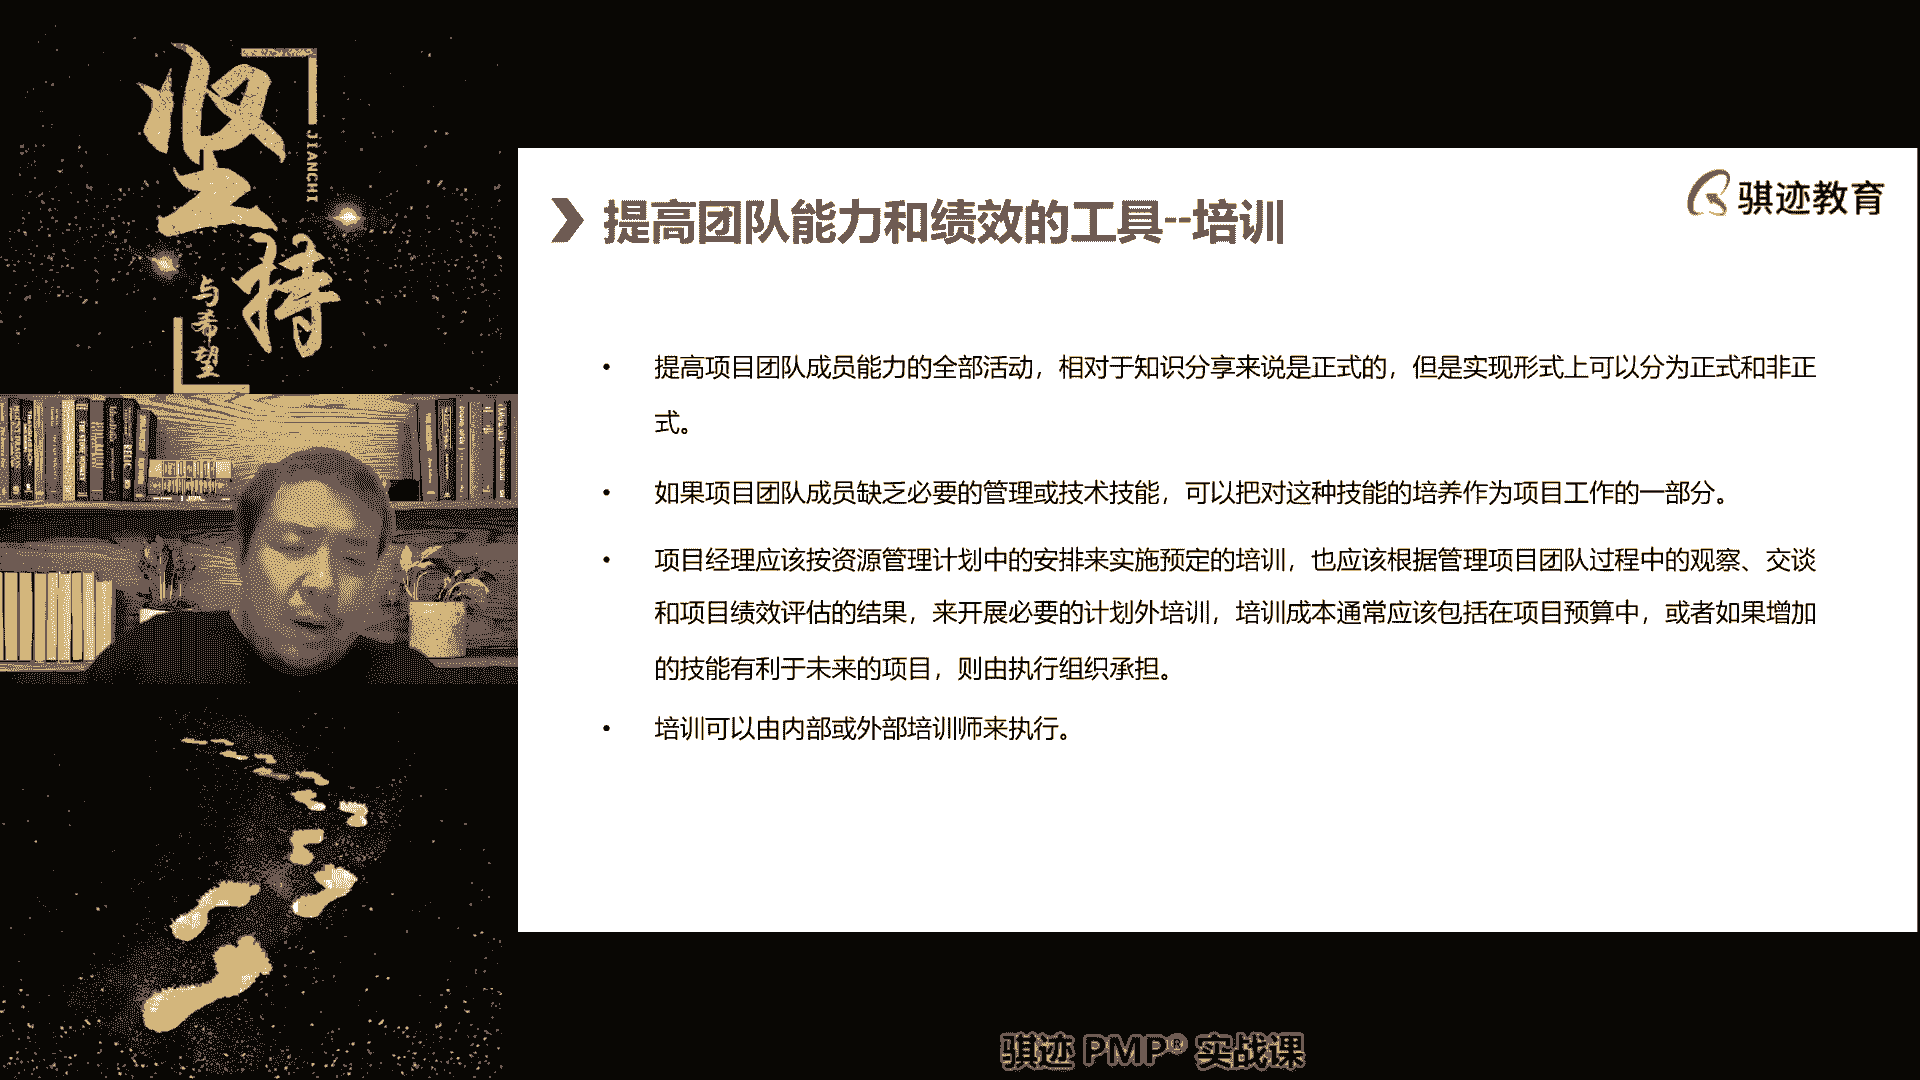 坚持
JIANCHI
与希望
骐迹教育
提高团队能力和绩效的工具--培训
• 提高项目团队成员能力的全部活动，相对于知识分享来说是正式的，但是实现形式上可以分为正式和非正
式。
• 如果项目团队成员缺乏必要的管理或技术技能，可以把对这种技能的培养作为项目工作的一部分。
• 项目经理应该按资源管理计划中的安排来实施预定的培训，也应该根据管理项目团队过程中的观察、交谈
和项目绩效评估的结果，来开展必要的计划外培训，培训成本通常应该包括在项目预算中，或者如果增加
的技能有利于未来的项目，则由执行组织承担。
• 培训可以由内部或外部培训师来执行。
骐迹 PMP® 实战课